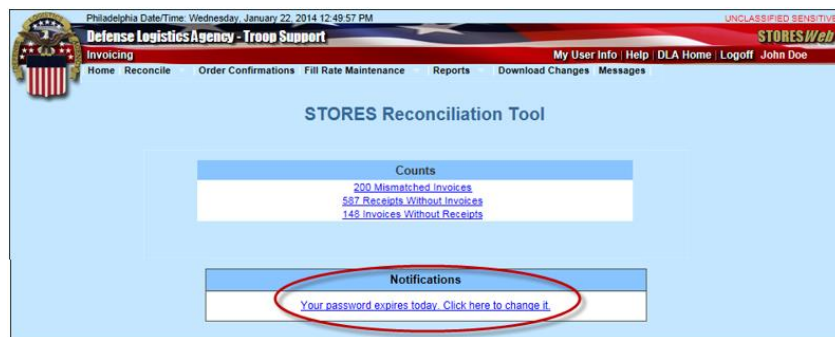 Philadelphia Date/Time: Wednesday, January 22, 2014 12:49:57 PM UNCLASSIFIED SENSITIVE
Defense Logistics Agency - Troop Support STORESWeb
Invoicing My User Info | Help | DLA Home | Logoff John Doe
Home Reconcile Order Confirmations Fill Rate Maintenance Reports Download Changes Messages
STORES Reconciliation Tool
Counts
200 Mismatched Invoices
587 Receipts Without Invoices
148 Invoices Without Receipts
Notifications
Your password expires today. Click here to change it.